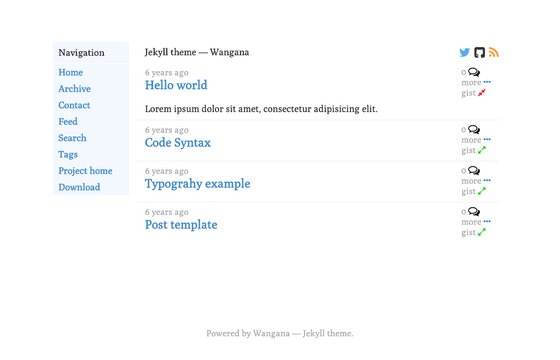 Navigation
Home
Archive
Contact
Feed
Search
Tags
Project home
Download
Jekyll theme — Wangana
6 years ago
0
Hello world
more
gist
Lorem ipsum dolor sit amet, consectetur adipisicing elit.
6 years ago
0
Code Syntax
more
gist
6 years ago
0
Typograhy example
more
gist
6 years ago
0
Post template
more
gist
Powered by Wangana — Jekyll theme.